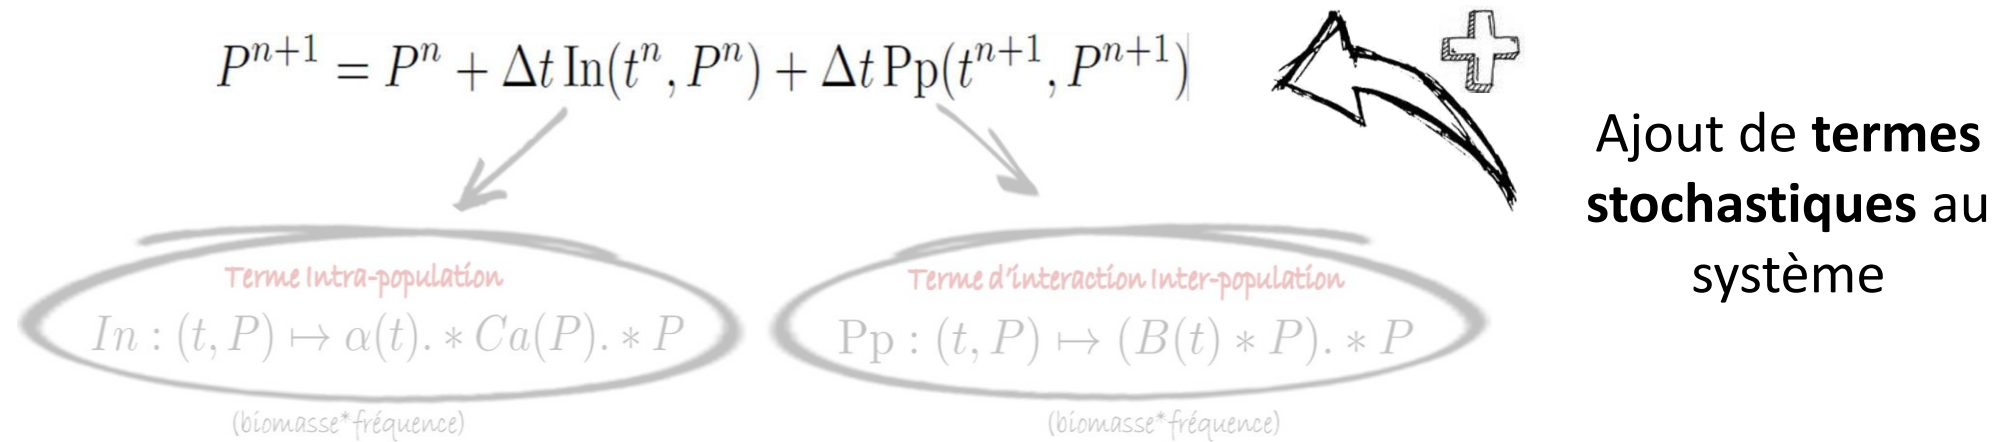 P^{n+1} = P^n + Δt In(t^n, P^n) + Δt Pp(t^{n+1}, P^{n+1})
Ajout de termes
stochastiques au
système
Terme Intra-population
In : (t, P) ↦ α(t). * Ca(P). * P
(biomasse*fréquence)
Terme d'interaction Inter-population
Pp : (t, P) ↦ (B(t) * P). * P
(biomasse*fréquence)